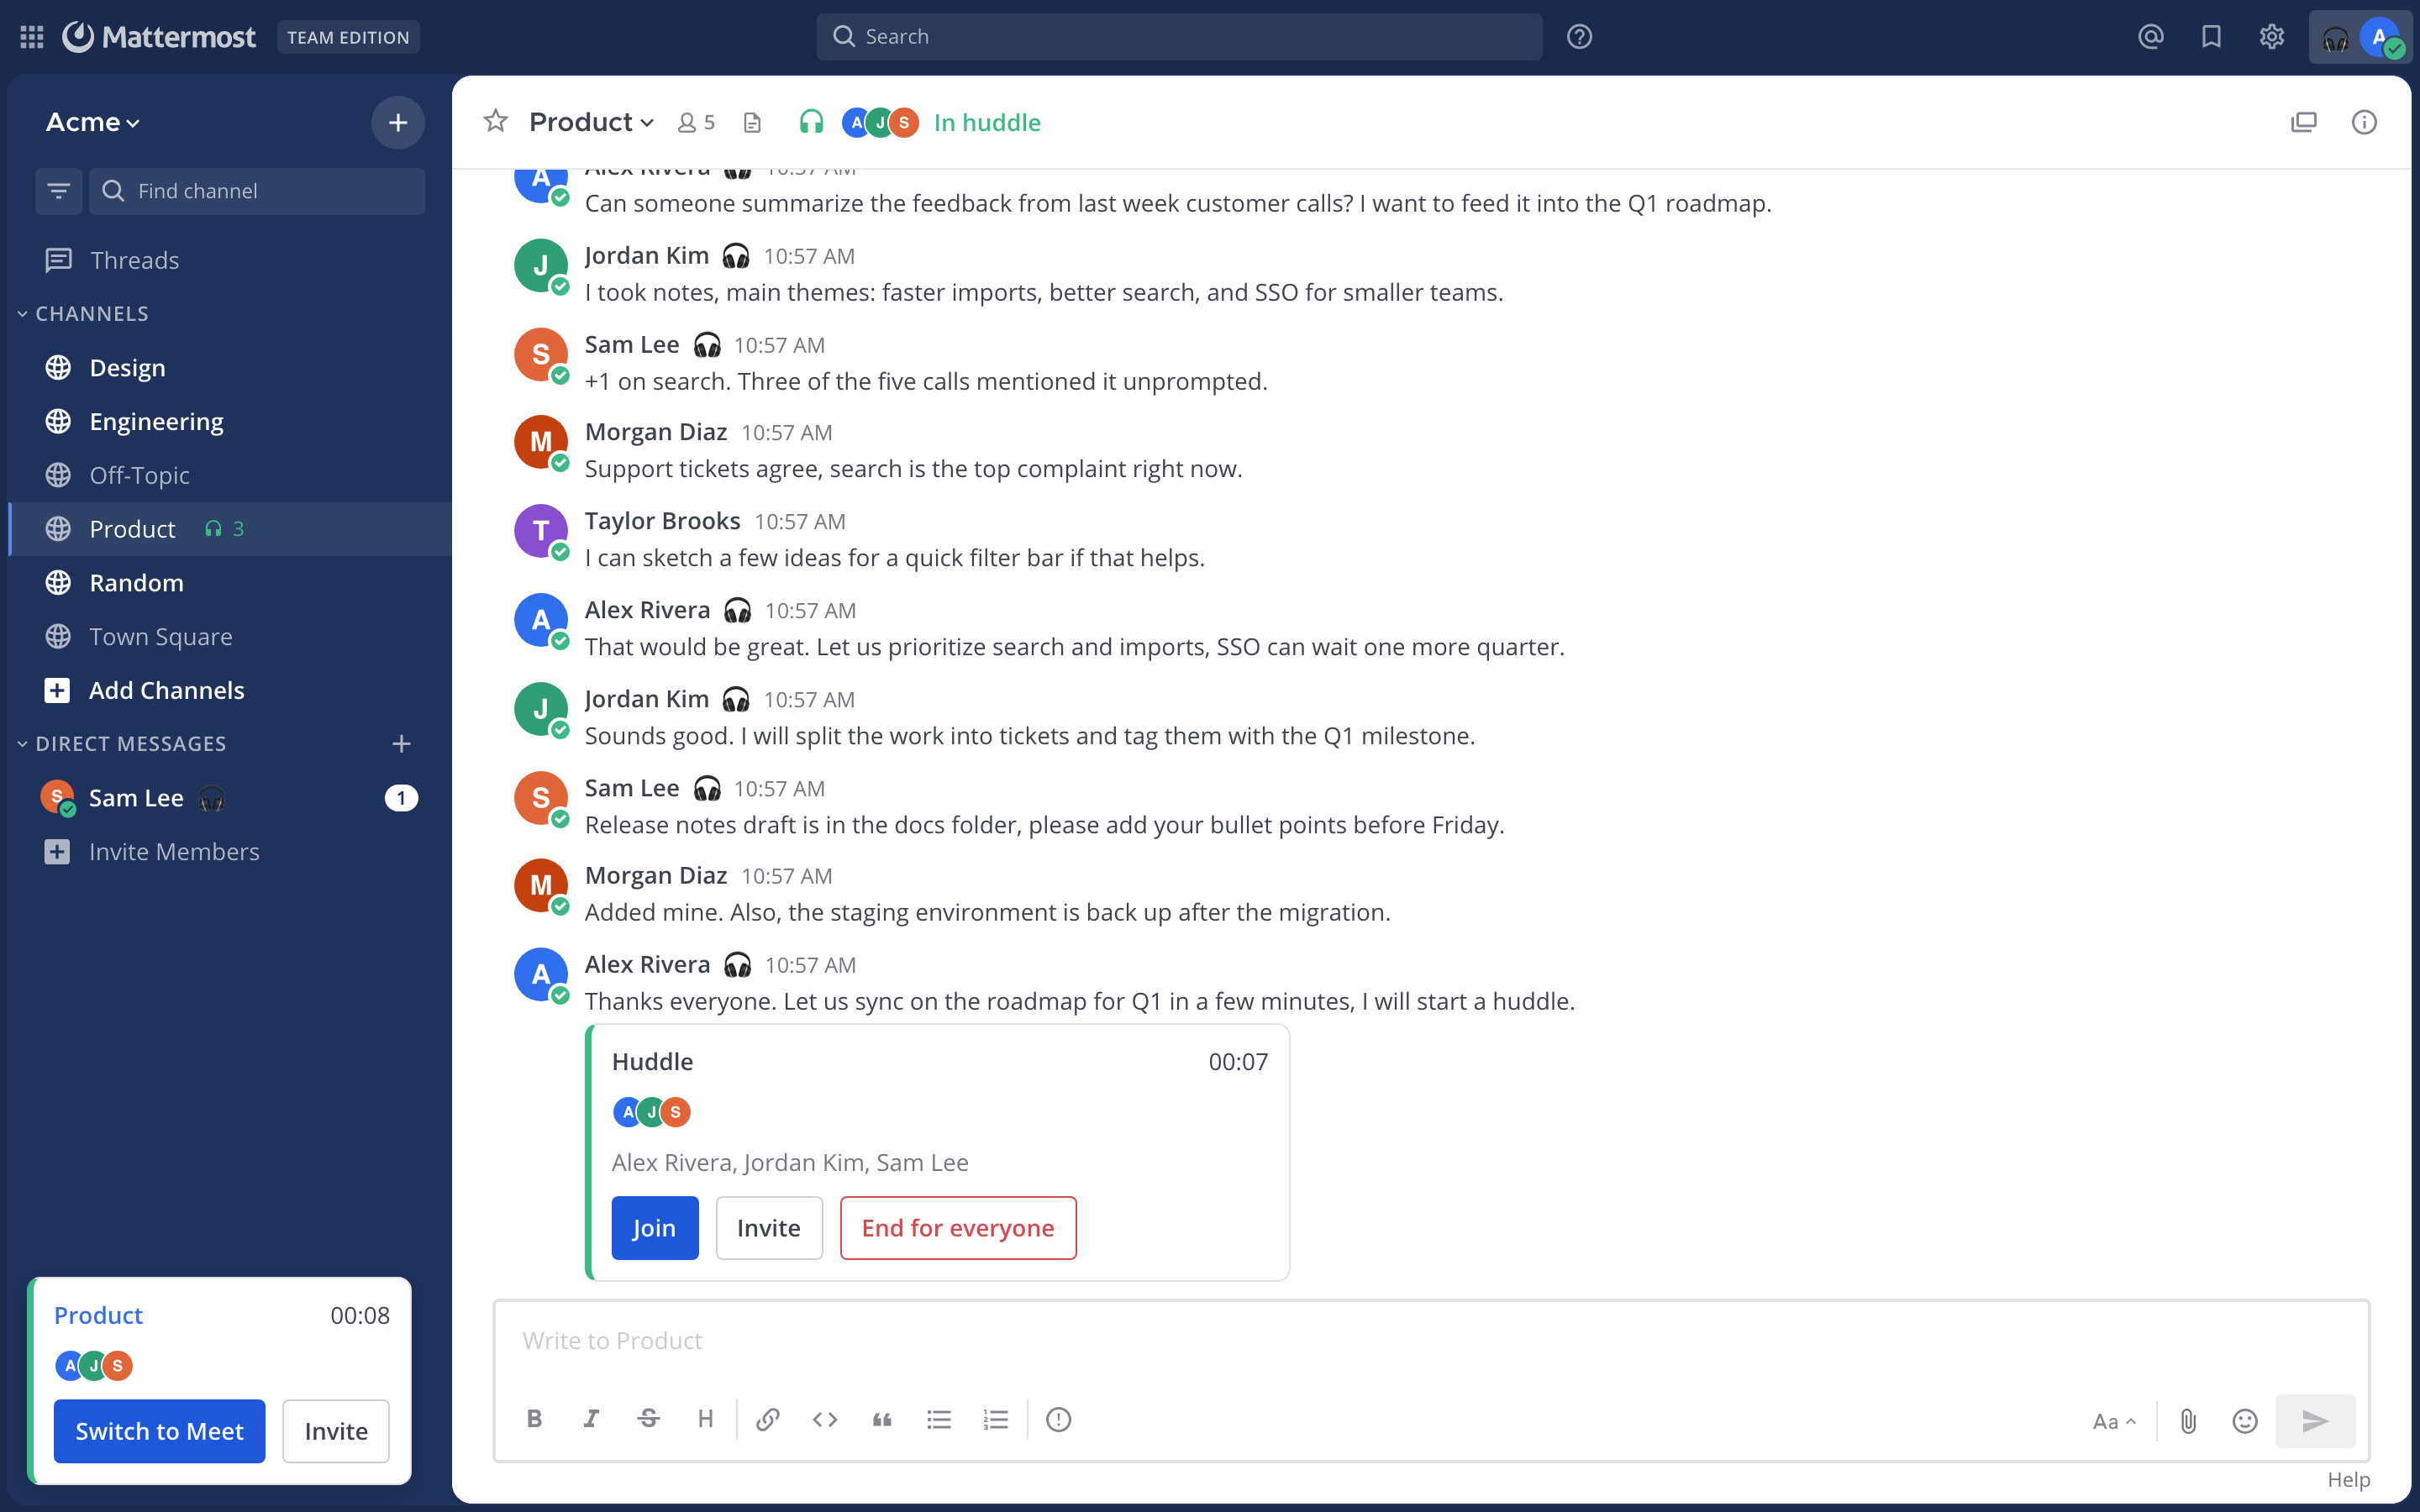 Mattermost TEAM EDITION
Search
A
Acme
Find channel
Threads
CHANNELS
Design
Engineering
Off-Topic
Product 3
Random
Town Square
Add Channels
DIRECT MESSAGES
S Sam Lee 1
Invite Members
Product 00:08
A J S
Switch to Meet Invite
Product 5 A J S In huddle
A Alex Rivera 10:57 AM
Can someone summarize the feedback from last week customer calls? I want to feed it into the Q1 roadmap.
J Jordan Kim 10:57 AM
I took notes, main themes: faster imports, better search, and SSO for smaller teams.
S Sam Lee 10:57 AM
+1 on search. Three of the five calls mentioned it unprompted.
M Morgan Diaz 10:57 AM
Support tickets agree, search is the top complaint right now.
T Taylor Brooks 10:57 AM
I can sketch a few ideas for a quick filter bar if that helps.
A Alex Rivera 10:57 AM
That would be great. Let us prioritize search and imports, SSO can wait one more quarter.
J Jordan Kim 10:57 AM
Sounds good. I will split the work into tickets and tag them with the Q1 milestone.
S Sam Lee 10:57 AM
Release notes draft is in the docs folder, please add your bullet points before Friday.
M Morgan Diaz 10:57 AM
Added mine. Also, the staging environment is back up after the migration.
A Alex Rivera 10:57 AM
Thanks everyone. Let us sync on the roadmap for Q1 in a few minutes, I will start a huddle.
Huddle 00:07
A J S
Alex Rivera, Jordan Kim, Sam Lee
Join Invite End for everyone
Write to Product
B I S H Aa
Help